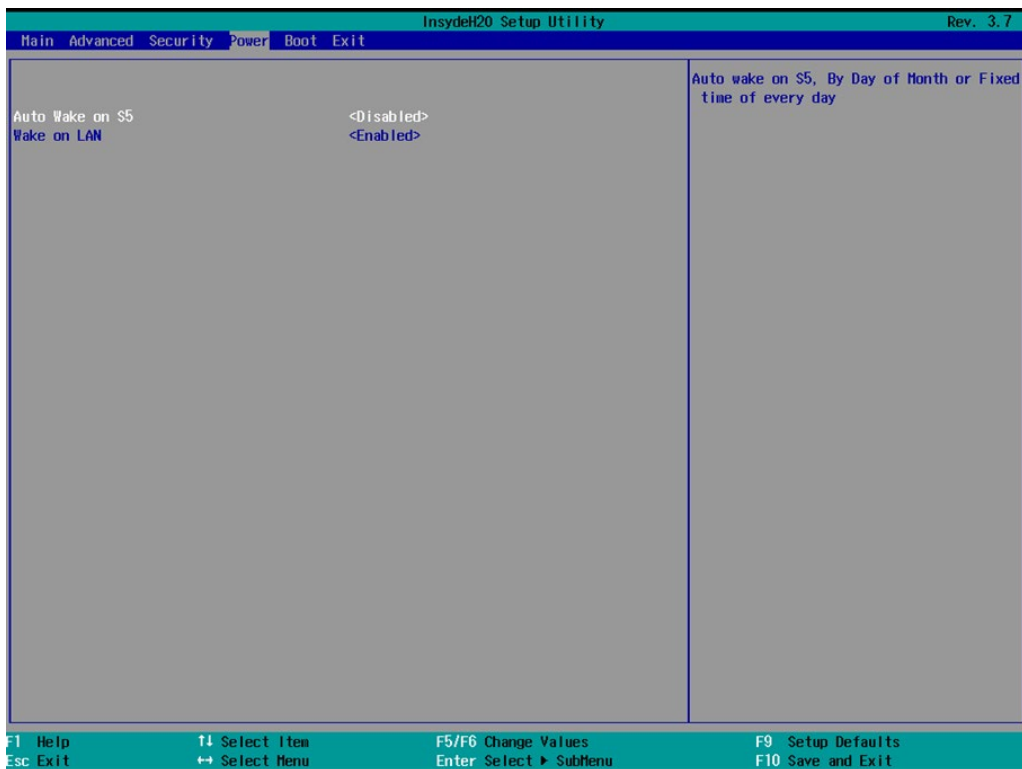 InsydeH20 Setup Utility Rev. 3.7
Main Advanced Security Power Boot Exit
Auto Wake on S5 <Disabled>
Wake on LAN <Enabled>
Auto wake on S5, By Day of Month or Fixed
time of every day
F1 Help ↑↓ Select Item F5/F6 Change Values F9 Setup Defaults
Esc Exit ↔ Select Menu Enter Select ▶ SubMenu F10 Save and Exit